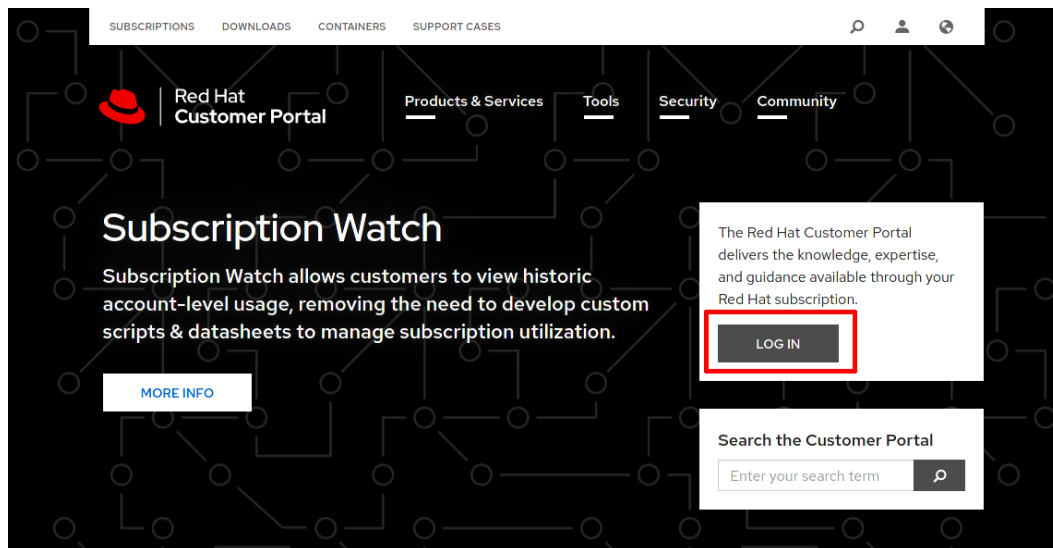 SUBSCRIPTIONS DOWNLOADS CONTAINERS SUPPORT CASES
Red Hat
Customer Portal
Products & Services Tools Security Community
Subscription Watch
Subscription Watch allows customers to view historic
account-level usage, removing the need to develop custom
scripts & datasheets to manage subscription utilization.
MORE INFO
The Red Hat Customer Portal
delivers the knowledge, expertise,
and guidance available through your
Red Hat subscription.
LOG IN
Search the Customer Portal
Enter your search term